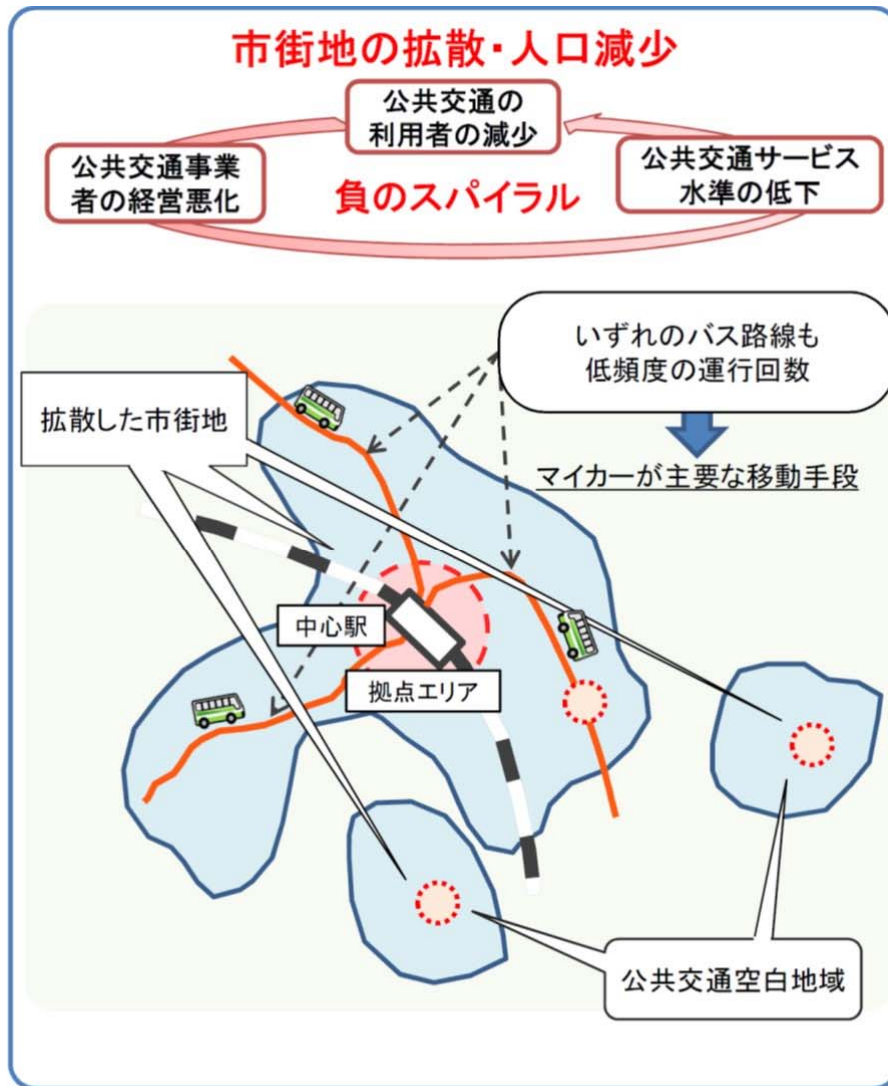 市街地の拡散・人口減少
公共交通の
利用者の減少
公共交通事業
者の経営悪化
負のスパイラル
公共交通サービス
水準の低下
いずれのバス路線も
低頻度の運行回数
拡散した市街地
マイカーが主要な移動手段
中心駅
拠点エリア
公共交通空白地域